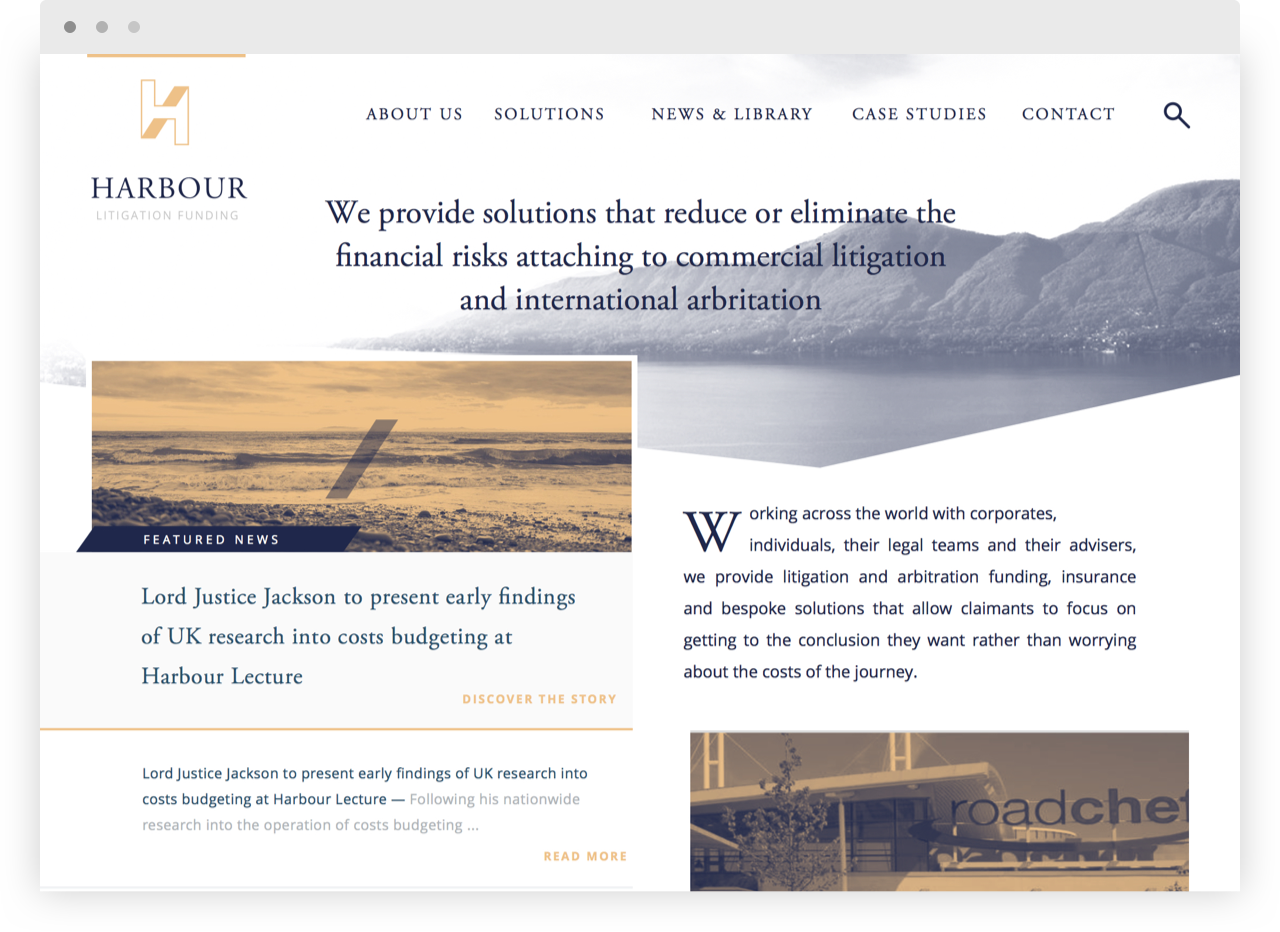 HARBOUR
LITIGATION FUNDING
ABOUT US SOLUTIONS NEWS & LIBRARY CASE STUDIES CONTACT
We provide solutions that reduce or eliminate the
financial risks attaching to commercial litigation
and international arbritation
FEATURED NEWS
Lord Justice Jackson to present early findings
of UK research into costs budgeting at
Harbour Lecture
DISCOVER THE STORY
Lord Justice Jackson to present early findings of UK research into
costs budgeting at Harbour Lecture — Following his nationwide
research into the operation of costs budgeting ...
READ MORE
Working across the world with corporates,
individuals, their legal teams and their advisers,
we provide litigation and arbitration funding, insurance
and bespoke solutions that allow claimants to focus on
getting to the conclusion they want rather than worrying
about the costs of the journey.
roadchef